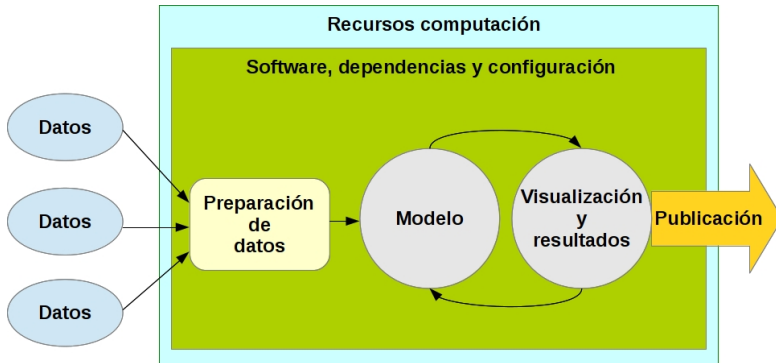 Recursos computación
Software, dependencias y configuración
Datos
Datos
Datos
Preparación
de
datos
Modelo
Visualización
y
resultados
Publicación